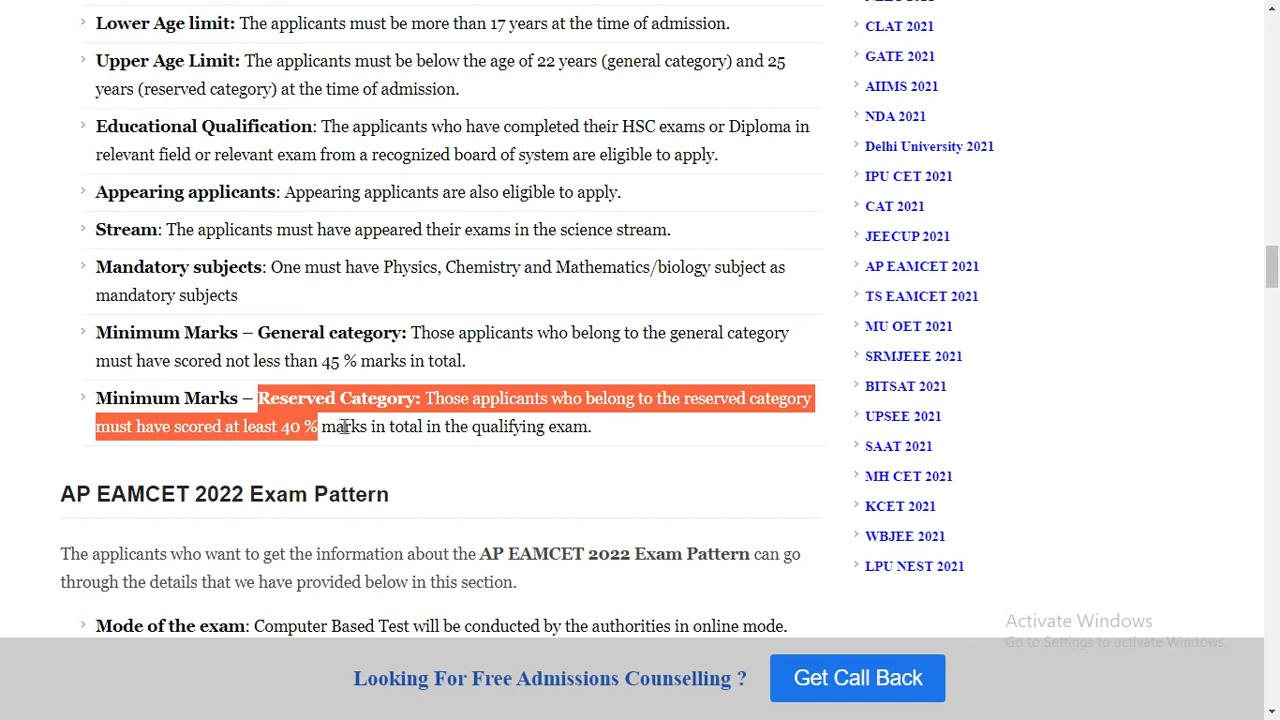 Lower Age limit: The applicants must be more than 17 years at the time of admission.
Upper Age Limit: The applicants must be below the age of 22 years (general category) and 25
years (reserved category) at the time of admission.
Educational Qualification: The applicants who have completed their HSC exams or Diploma in
relevant field or relevant exam from a recognized board of system are eligible to apply.
Appearing applicants: Appearing applicants are also eligible to apply.
Stream: The applicants must have appeared their exams in the science stream.
Mandatory subjects: One must have Physics, Chemistry and Mathematics/biology subject as
mandatory subjects
Minimum Marks – General category: Those applicants who belong to the general category
must have scored not less than 45 % marks in total.
Minimum Marks – Reserved Category: Those applicants who belong to the reserved category
must have scored at least 40 % marks in total in the qualifying exam.
AP EAMCET 2022 Exam Pattern
The applicants who want to get the information about the AP EAMCET 2022 Exam Pattern can go
through the details that we have provided below in this section.
Mode of the exam: Computer Based Test will be conducted by the authorities in online mode.
CLAT 2021
GATE 2021
AIIMS 2021
NDA 2021
Delhi University 2021
IPU CET 2021
CAT 2021
JEECUP 2021
AP EAMCET 2021
TS EAMCET 2021
MU OET 2021
SRMJEEE 2021
BITSAT 2021
UPSEE 2021
SAAT 2021
MH CET 2021
KCET 2021
WBJEE 2021
LPU NEST 2021
Activate Windows
Go to Settings to activate Windows.
Looking For Free Admissions Counselling ?
Get Call Back